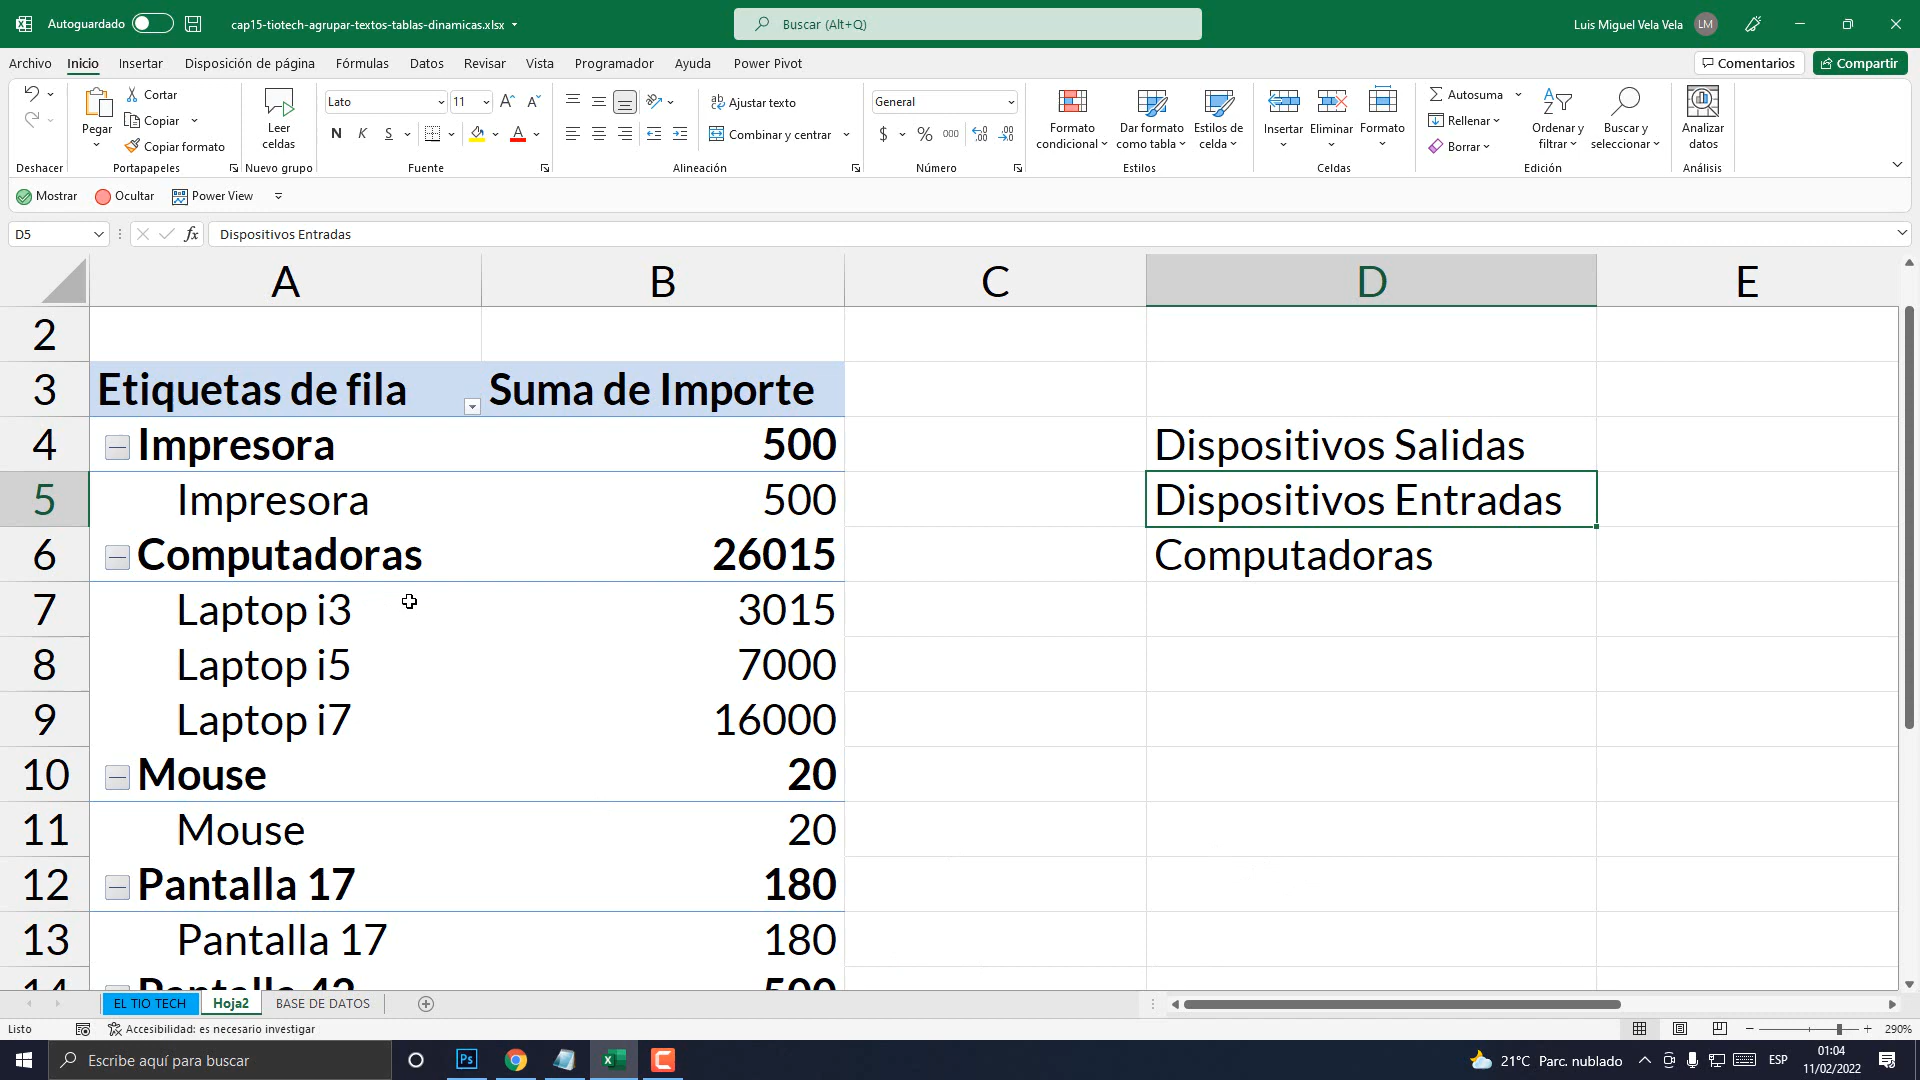 Autoguardado
cap15-tiotech-agrupar-textos-tablas-dinamicas.xlsx
Buscar (Alt+Q)
Luis Miguel Vela Vela
LM
Archivo
Inicio
Insertar
Disposición de página
Fórmulas
Datos
Revisar
Vista
Programador
Ayuda
Power Pivot
Comentarios
Compartir
Pegar
Cortar
Copiar
Copiar formato
Leer celdas
Lato
11
N K S
Ajustar texto
Combinar y centrar
General
$ % 000
Formato condicional
Dar formato como tabla
Estilos de celda
Insertar
Eliminar
Formato
Autosuma
Rellenar
Borrar
Ordenar y filtrar
Buscar y seleccionar
Analizar datos
Deshacer
Portapapeles
Nuevo grupo
Fuente
Alineación
Número
Estilos
Celdas
Edición
Análisis
Mostrar
Ocultar
Power View
D5
fx
Dispositivos Entradas
A B C D E
2
3 Etiquetas de fila Suma de Importe
4 Impresora 500 Dispositivos Salidas
5 Impresora 500 Dispositivos Entradas
6 Computadoras 26015 Computadoras
7 Laptop i3 3015
8 Laptop i5 7000
9 Laptop i7 16000
10 Mouse 20
11 Mouse 20
12 Pantalla 17 180
13 Pantalla 17 180
14 Pantalla 42 500
EL TIO TECH
Hoja2
BASE DE DATOS
Listo
Accesibilidad: es necesario investigar
290%
Escribe aquí para buscar
Ps
21°C Parc. nublado
ESP
01:04
11/02/2022